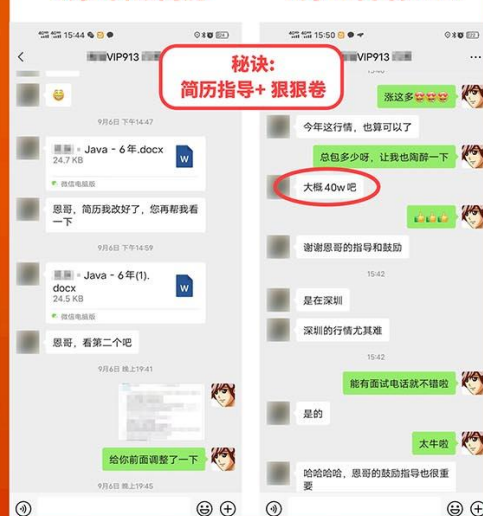 15:44
VIP913
9月6日 下午14:47
Java - 6年.docx
24.7 KB
W
微信电脑版
恩哥，简历我改好了，您再帮我看
一下
9月6日 下午14:59
Java - 6年(1).
docx
24.5 KB
W
微信电脑版
恩哥，看第二个吧
9月6日 晚上19:41
给你前面调整了一下
9月6日 晚上19:45
秘诀:
简历指导+ 狠狠卷
15:50
VIP913
涨这多
今年这行情，也算可以了
总包多少呀，让我也陶醉一下
大概 40w 吧
谢谢恩哥的指导和鼓励
15:42
是在深圳
深圳的行情尤其难
15:42
能有面试电话就不错啦
是的
太牛啦
哈哈哈哈，恩哥的鼓励指导也很重
要